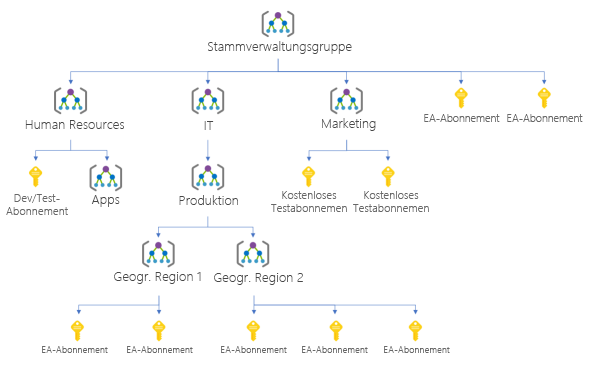 Stammverwaltungsgruppe
Human Resources
IT
Marketing
EA-Abonnement
EA-Abonnement
Dev/Test-
Abonnement
Apps
Produktion
Kostenloses
Testabonnemen
Kostenloses
Testabonnemen
Geogr. Region 1
Geogr. Region 2
EA-Abonnement
EA-Abonnement
EA-Abonnement
EA-Abonnement
EA-Abonnement